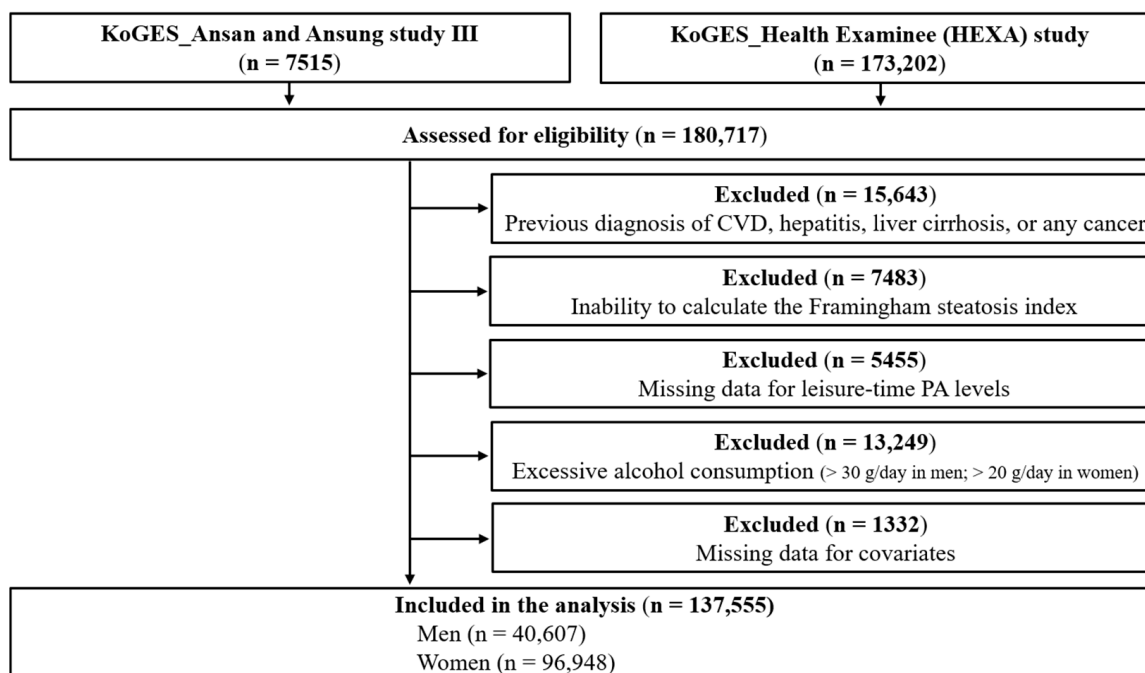 KoGES_Ansan and Ansung study III
(n = 7515)
KoGES_Health Examinee (HEXA) study
(n = 173,202)
Assessed for eligibility (n = 180,717)
Excluded (n = 15,643)
Previous diagnosis of CVD, hepatitis, liver cirrhosis, or any cancer
Excluded (n = 7483)
Inability to calculate the Framingham steatosis index
Excluded (n = 5455)
Missing data for leisure-time PA levels
Excluded (n = 13,249)
Excessive alcohol consumption (> 30 g/day in men; > 20 g/day in women)
Excluded (n = 1332)
Missing data for covariates
Included in the analysis (n = 137,555)
Men (n = 40,607)
Women (n = 96,948)